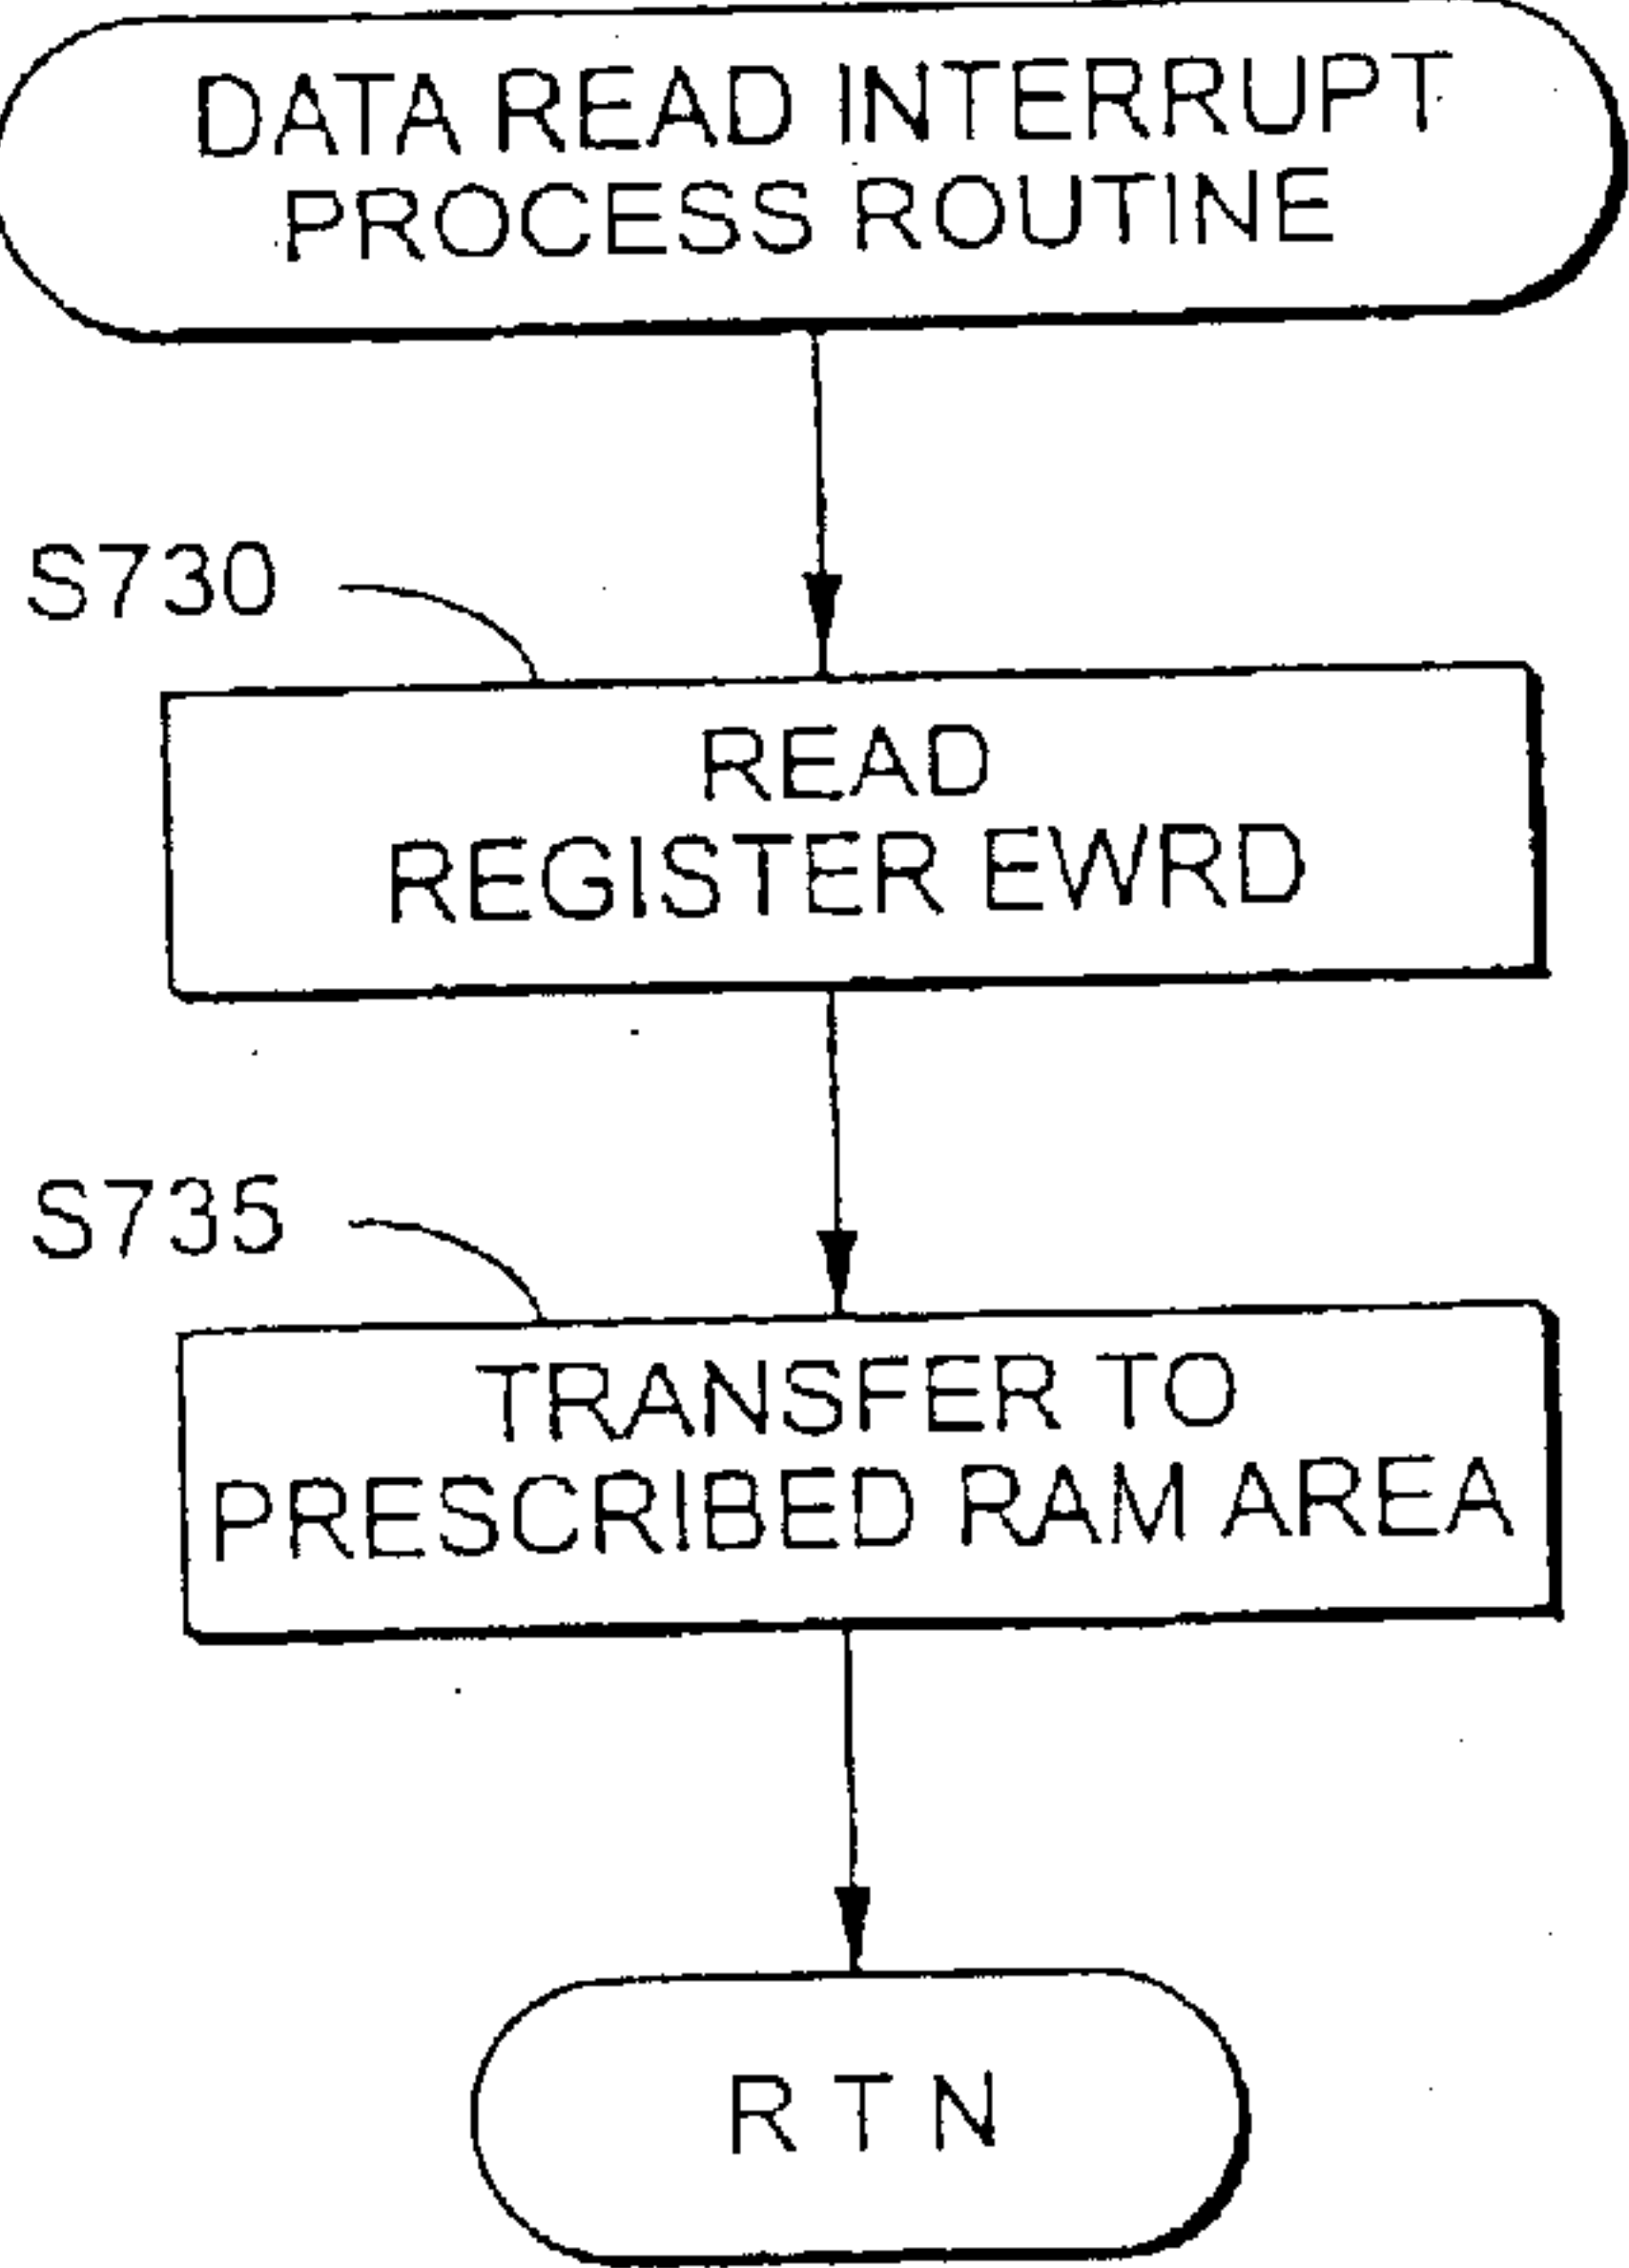 DATA READ INTERRUPT
PROCESS ROUTINE
S730
READ
REGISTER EWRD
S735
TRANSFER TO
PRESCRIBED RAM AREA
RTN